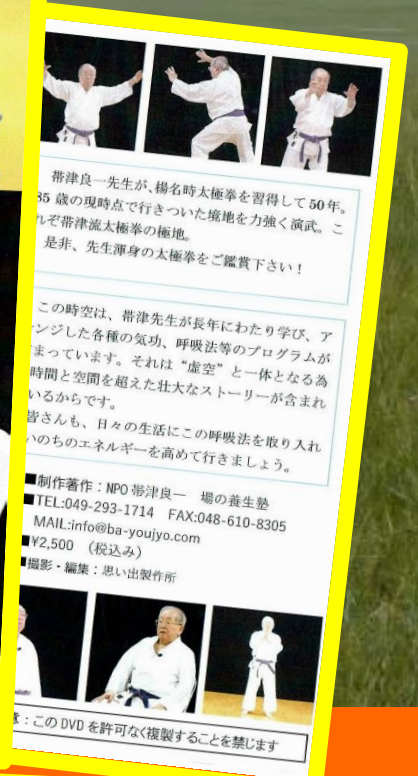 帯津良一先生が、楊名時太極拳を習得して50年。
85 歳の現時点で行きついた境地を力強く演武。こ
れぞ帯津流太極拳の極地。
是非、先生渾身の太極拳をご鑑賞下さい！
この時空は、帯津先生が長年にわたり学び、ア
レンジした各種の気功、呼吸法等のプログラムが
まっています。それは“虚空”と一体となる為
時間と空間を超えた壮大なストーリーが含まれ
いるからです。
皆さんも、日々の生活にこの呼吸法を取り入れ
いのちのエネルギーを高めて行きましょう。
■制作著作：NPO 帯津良一　場の養生塾
■TEL:049-293-1714　FAX:048-610-8305
MAIL:info@ba-youjyo.com
■¥2,500　（税込み）
■撮影・編集：思い出製作所
意：このDVDを許可なく複製することを禁じます